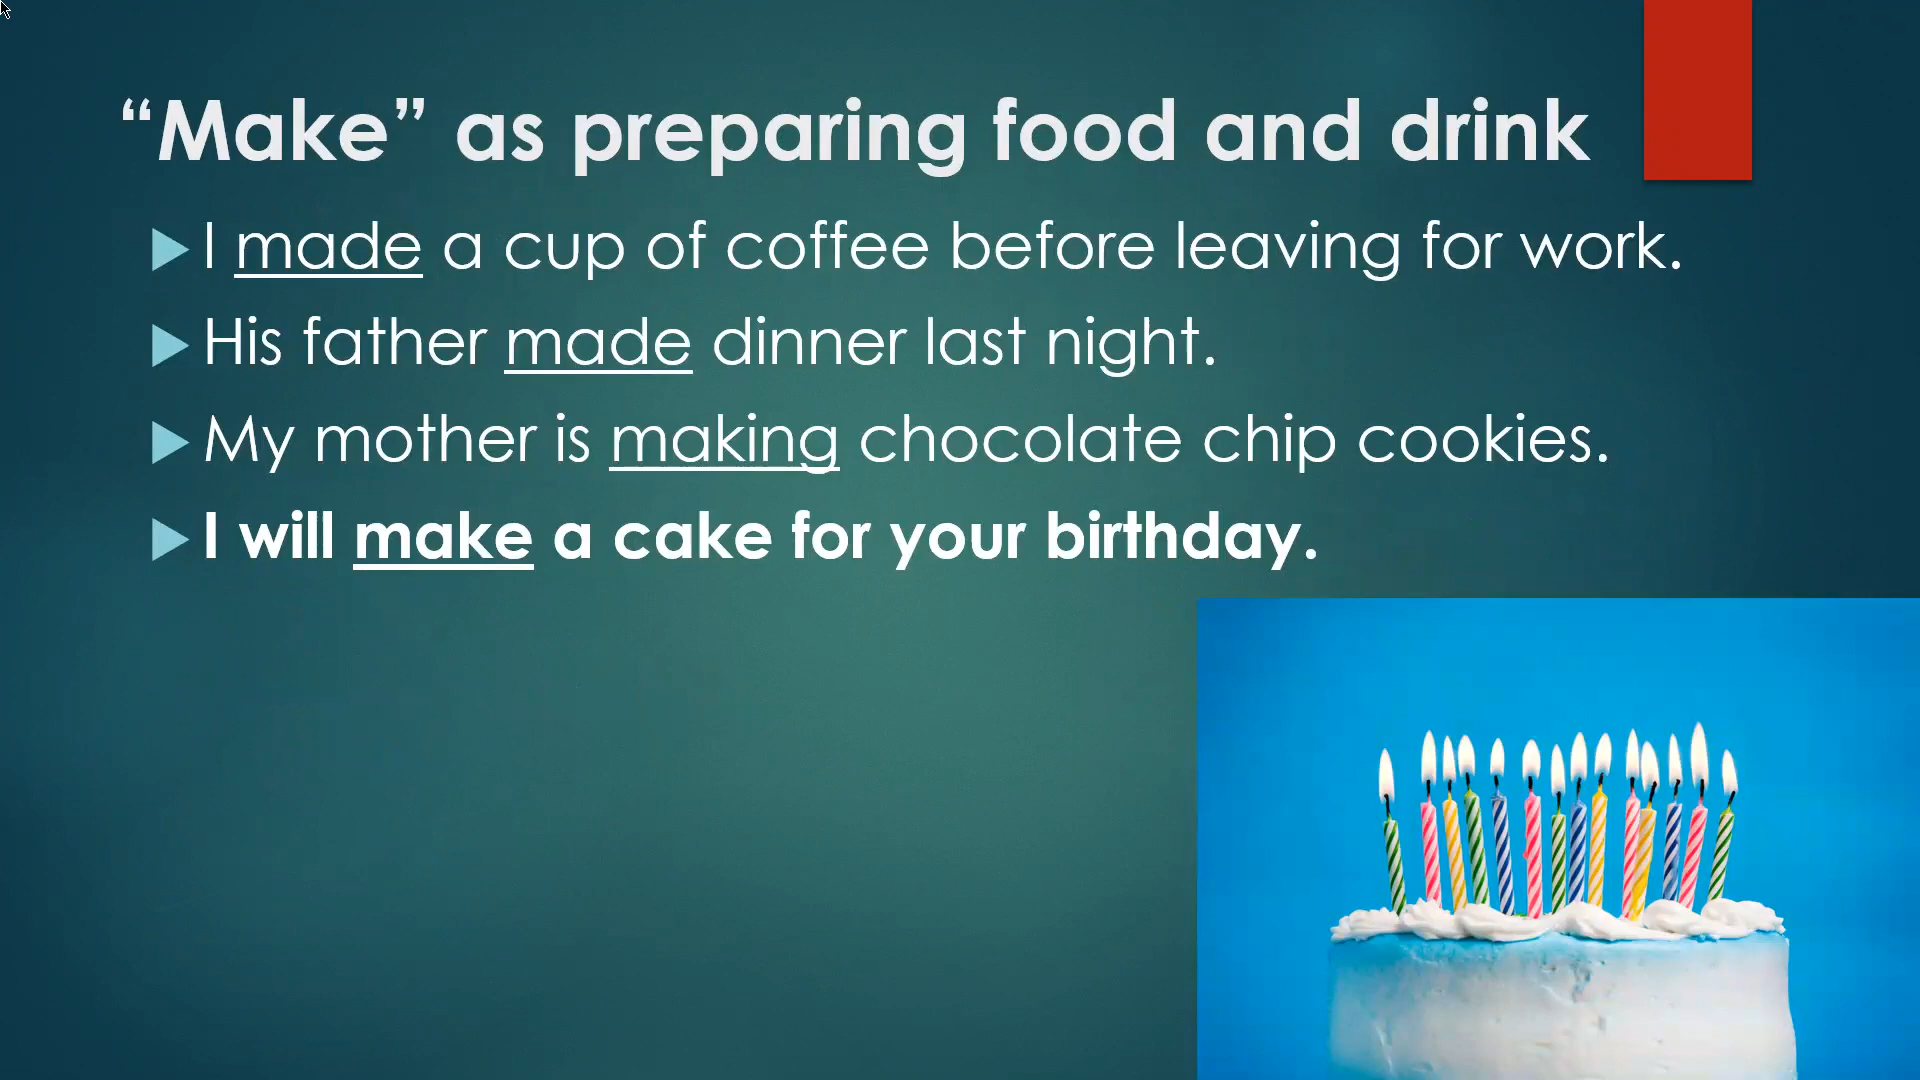 “Make” as preparing food and drink
I made a cup of coffee before leaving for work.
His father made dinner last night.
My mother is making chocolate chip cookies.
I will make a cake for your birthday.